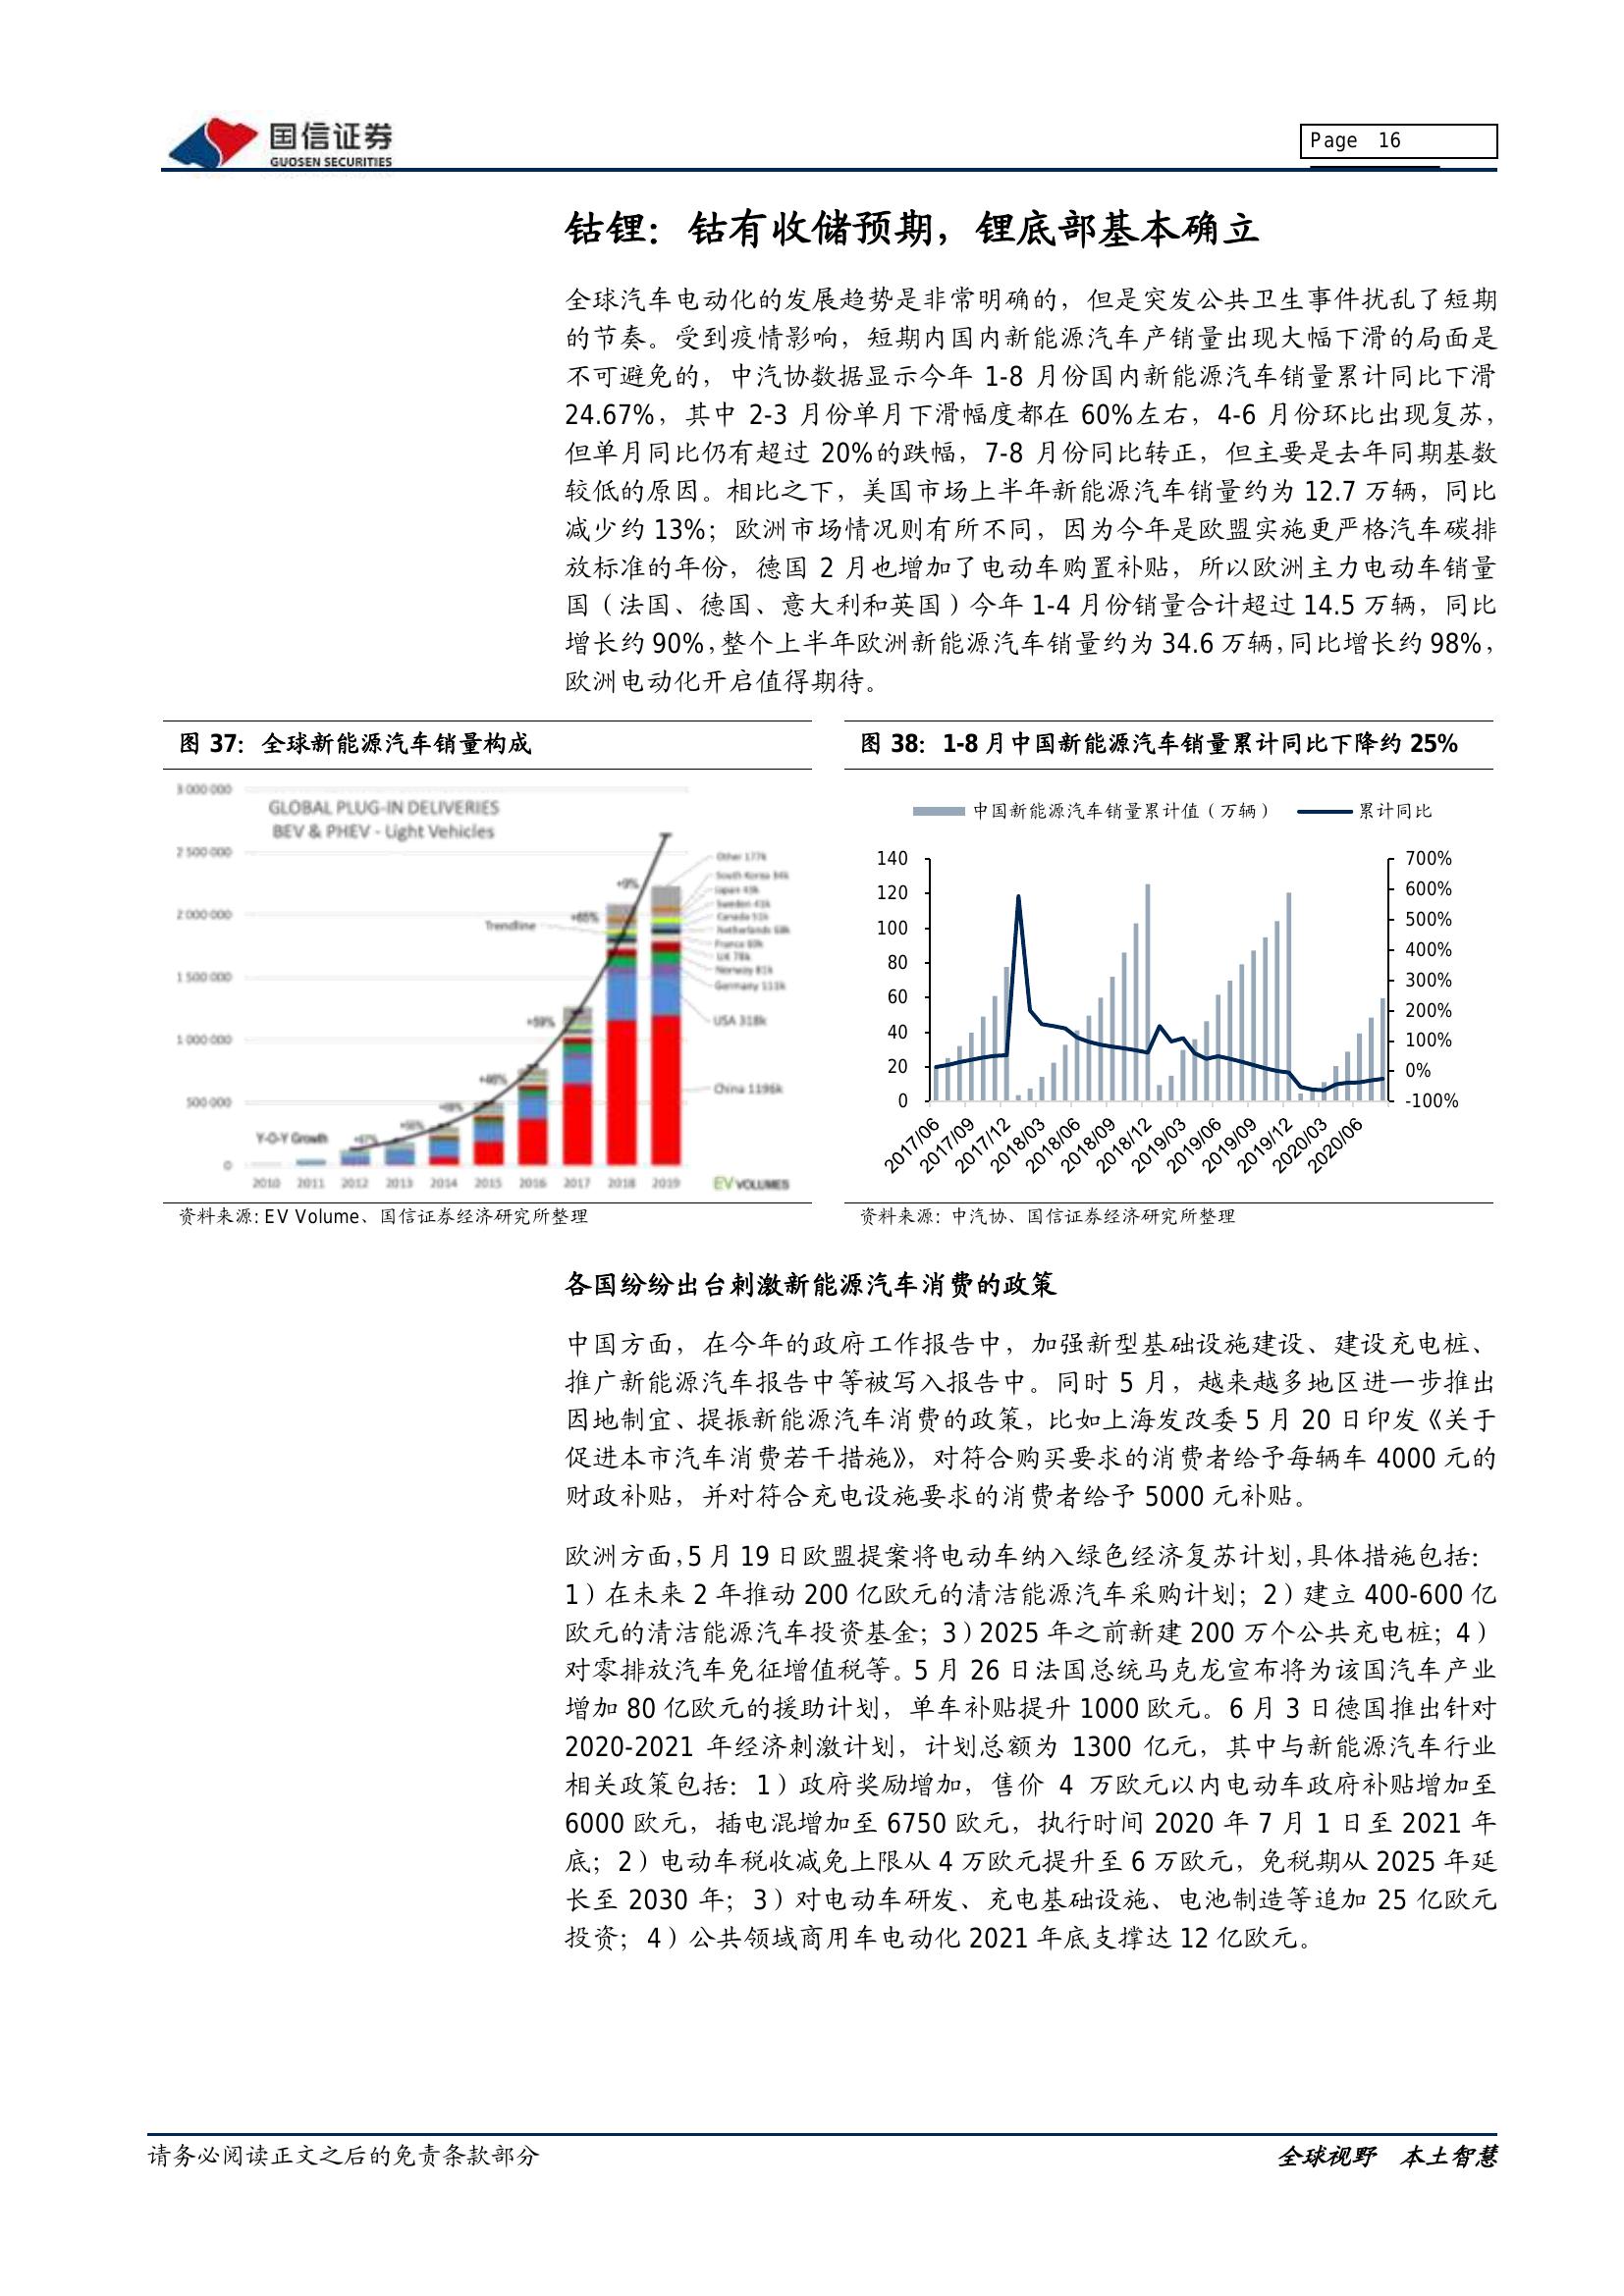 国信证券
GUOSEN SECURITIES
Page 16
钴锂：钴有收储预期，锂底部基本确立
全球汽车电动化的发展趋势是非常明确的，但是突发公共卫生事件扰乱了短期
的节奏。受到疫情影响，短期内国内新能源汽车产销量出现大幅下滑的局面是
不可避免的，中汽协数据显示今年 1-8 月份国内新能源汽车销量累计同比下滑
24.67%，其中 2-3 月份单月下滑幅度都在 60%左右，4-6 月份环比出现复苏，
但单月同比仍有超过 20%的跌幅，7-8 月份同比转正，但主要是去年同期基数
较低的原因。相比之下，美国市场上半年新能源汽车销量约为 12.7 万辆，同比
减少约 13%；欧洲市场情况则有所不同，因为今年是欧盟实施更严格汽车碳排
放标准的年份，德国 2 月也增加了电动车购置补贴，所以欧洲主力电动车销量
国（法国、德国、意大利和英国）今年 1-4 月份销量合计超过 14.5 万辆，同比
增长约 90%，整个上半年欧洲新能源汽车销量约为 34.6 万辆，同比增长约 98%，
欧洲电动化开启值得期待。
图 37：全球新能源汽车销量构成
3 000 000
GLOBAL PLUG-IN DELIVERIES
BEV & PHEV - Light Vehicles
2 500 000
2 000 000
1 500 000
1 000 000
500 000
0
Other 177k
South Korea 34k
Japan 43k
Sweden 41k
Canada 51k
Netherlands 68k
France 69k
UK 78k
Norway 81k
Germany 111k
USA 318k
China 1196k
Trendline
+9%
+65%
+59%
+46%
Y-O-Y Growth
2010 2011 2012 2013 2014 2015 2016 2017 2018 2019
EV VOLUMES
资料来源: EV Volume、国信证券经济研究所整理
图 38：1-8 月中国新能源汽车销量累计同比下降约 25%
中国新能源汽车销量累计值（万辆） 累计同比
140
120
100
80
60
40
20
0
700%
600%
500%
400%
300%
200%
100%
0%
-100%
2017/06 2017/09 2017/12 2018/03 2018/06 2018/09 2018/12 2019/03 2019/06 2019/09 2019/12 2020/03 2020/06
资料来源：中汽协、国信证券经济研究所整理
各国纷纷出台刺激新能源汽车消费的政策
中国方面，在今年的政府工作报告中，加强新型基础设施建设、建设充电桩、
推广新能源汽车报告中等被写入报告中。同时 5 月，越来越多地区进一步推出
因地制宜、提振新能源汽车消费的政策，比如上海发改委 5 月 20 日印发《关于
促进本市汽车消费若干措施》，对符合购买要求的消费者给予每辆车 4000 元的
财政补贴，并对符合充电设施要求的消费者给予 5000 元补贴。
欧洲方面，5 月 19 日欧盟提案将电动车纳入绿色经济复苏计划，具体措施包括：
1）在未来 2 年推动 200 亿欧元的清洁能源汽车采购计划；2）建立 400-600 亿
欧元的清洁能源汽车投资基金；3）2025 年之前新建 200 万个公共充电桩；4）
对零排放汽车免征增值税等。5 月 26 日法国总统马克龙宣布将为该国汽车产业
增加 80 亿欧元的援助计划，单车补贴提升 1000 欧元。6 月 3 日德国推出针对
2020-2021 年经济刺激计划，计划总额为 1300 亿元，其中与新能源汽车行业
相关政策包括：1）政府奖励增加，售价 4 万欧元以内电动车政府补贴增加至
6000 欧元，插电混增加至 6750 欧元，执行时间 2020 年 7 月 1 日至 2021 年
底；2）电动车税收减免上限从 4 万欧元提升至 6 万欧元，免税期从 2025 年延
长至 2030 年；3）对电动车研发、充电基础设施、电池制造等追加 25 亿欧元
投资；4）公共领域商用车电动化 2021 年底支撑达 12 亿欧元。
请务必阅读正文之后的免责条款部分
全球视野 本土智慧